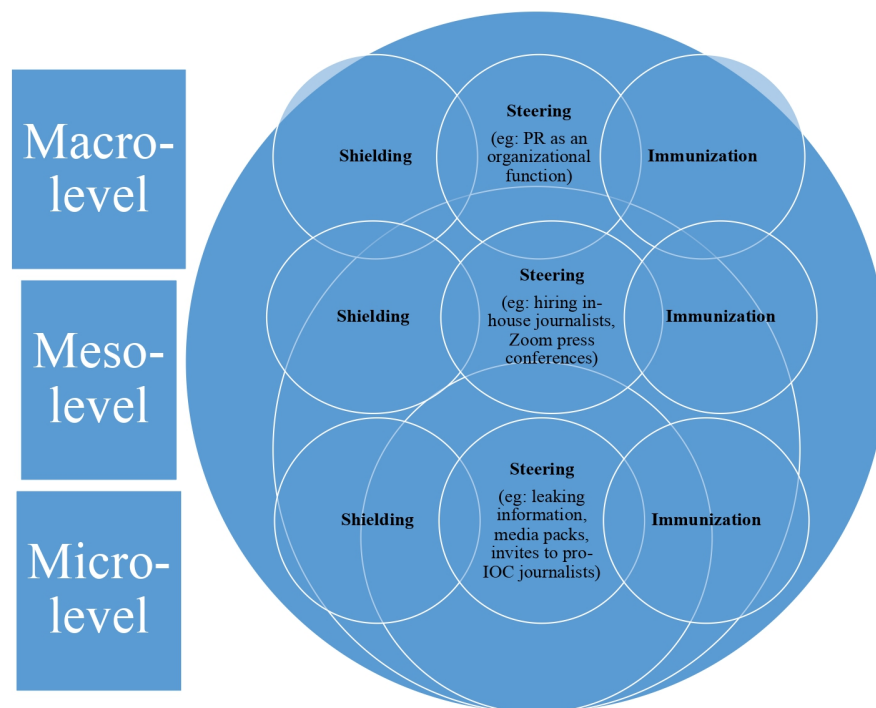 Macro-
level
Shielding
Steering
(eg: PR as an
organizational
function)
Immunization
Meso-
level
Shielding
Steering
(eg: hiring in-
house journalists,
Zoom press
conferences)
Immunization
Micro-
level
Shielding
Steering
(eg: leaking
information,
media packs,
invites to pro-
IOC journalists)
Immunization